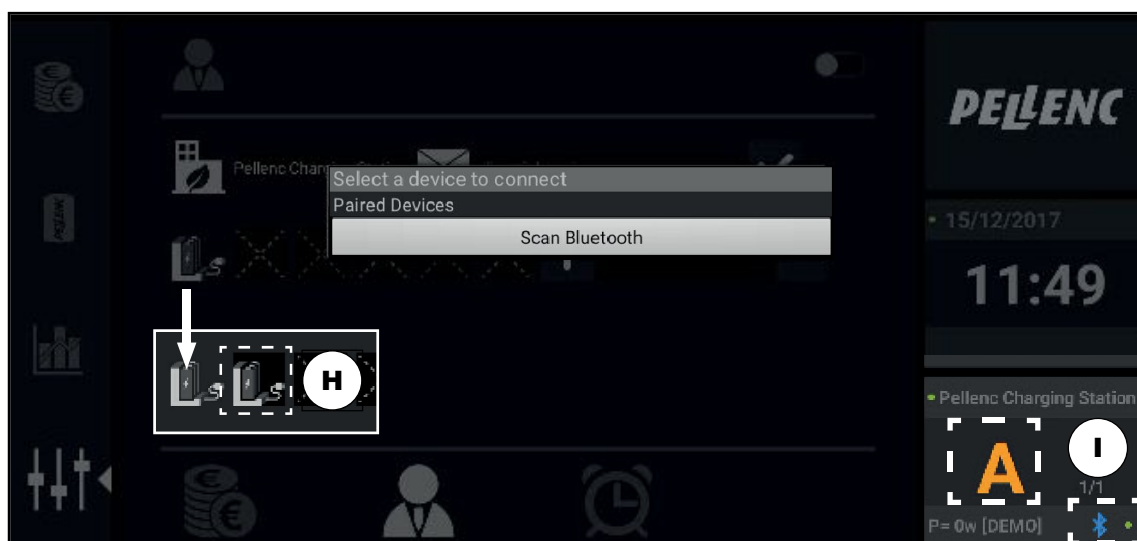 PELLENC
Pellenc Char
Select a device to connect
Paired Devices
Scan Bluetooth
15/12/2017
11:49
H
Pellenc Charging Station
A
I
1/1
P= 0w [DEMO]